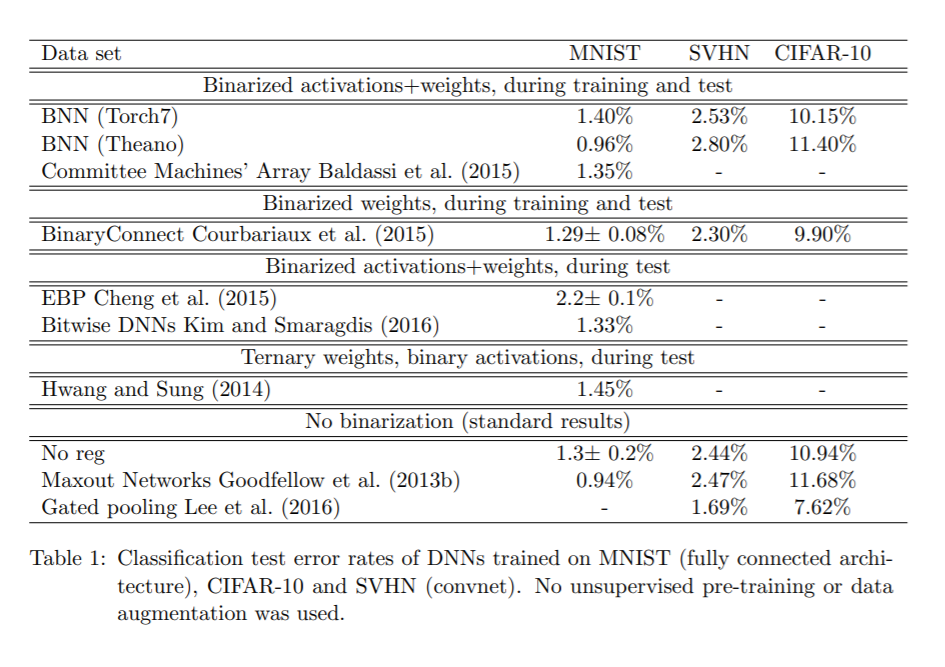 Data set MNIST SVHN CIFAR-10
Binarized activations+weights, during training and test
BNN (Torch7) 1.40% 2.53% 10.15%
BNN (Theano) 0.96% 2.80% 11.40%
Committee Machines' Array Baldassi et al. (2015) 1.35% - -
Binarized weights, during training and test
BinaryConnect Courbariaux et al. (2015) 1.29± 0.08% 2.30% 9.90%
Binarized activations+weights, during test
EBP Cheng et al. (2015) 2.2± 0.1% - -
Bitwise DNNs Kim and Smaragdis (2016) 1.33% - -
Ternary weights, binary activations, during test
Hwang and Sung (2014) 1.45% - -
No binarization (standard results)
No reg 1.3± 0.2% 2.44% 10.94%
Maxout Networks Goodfellow et al. (2013b) 0.94% 2.47% 11.68%
Gated pooling Lee et al. (2016) - 1.69% 7.62%
Table 1: Classification test error rates of DNNs trained on MNIST (fully connected archi-
tecture), CIFAR-10 and SVHN (convnet). No unsupervised pre-training or data
augmentation was used.